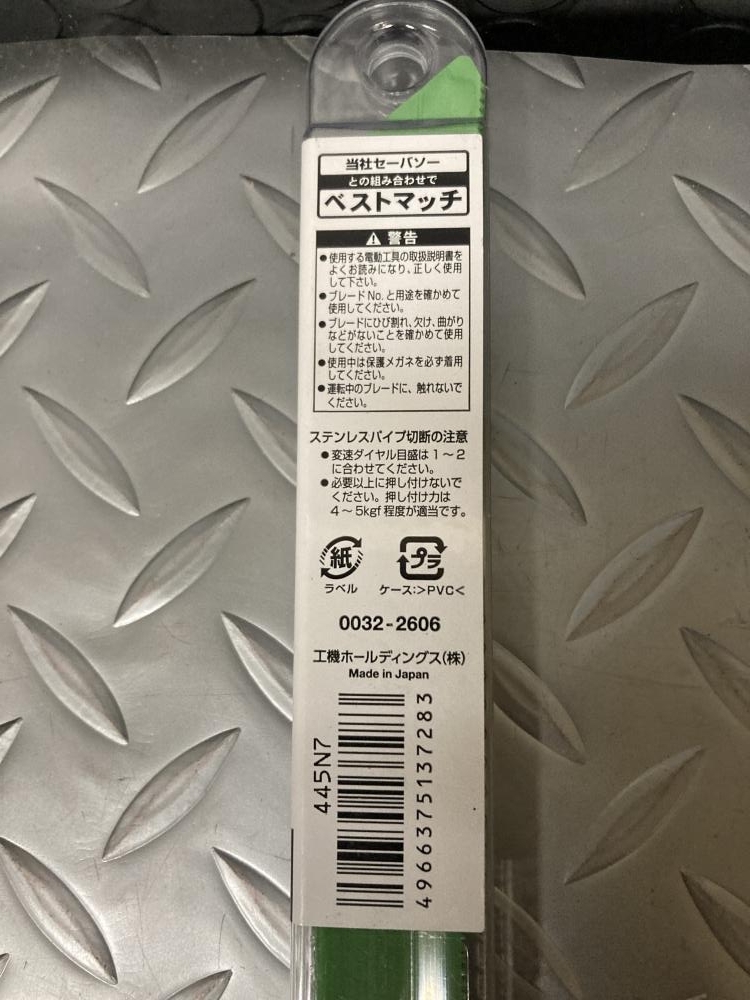 当社セーバソー
との組み合わせで
ベストマッチ
⚠ 警告
●使用する電動工具の取扱説明書を
よくお読みになり、正しく使用
して下さい。
●ブレードNo.と用途を確かめて
使用してください。
●ブレードにひび割れ、欠け、曲がり
などがないことを確かめて使用
してください。
●使用中は保護メガネを必ず着用
してください。
●運転中のブレードに、触れないで
ください。
ステンレスパイプ切断の注意
●変速ダイヤル目盛は1～2
に合わせてください。
●必要以上に押し付けないで
ください。押し付け力は
4～5kgf程度が適当です。
紙
プラ
ラベル
ケース:>PVC<
0032-2606
工機ホールディングス(株)
Made in Japan
445N7
4966375137283